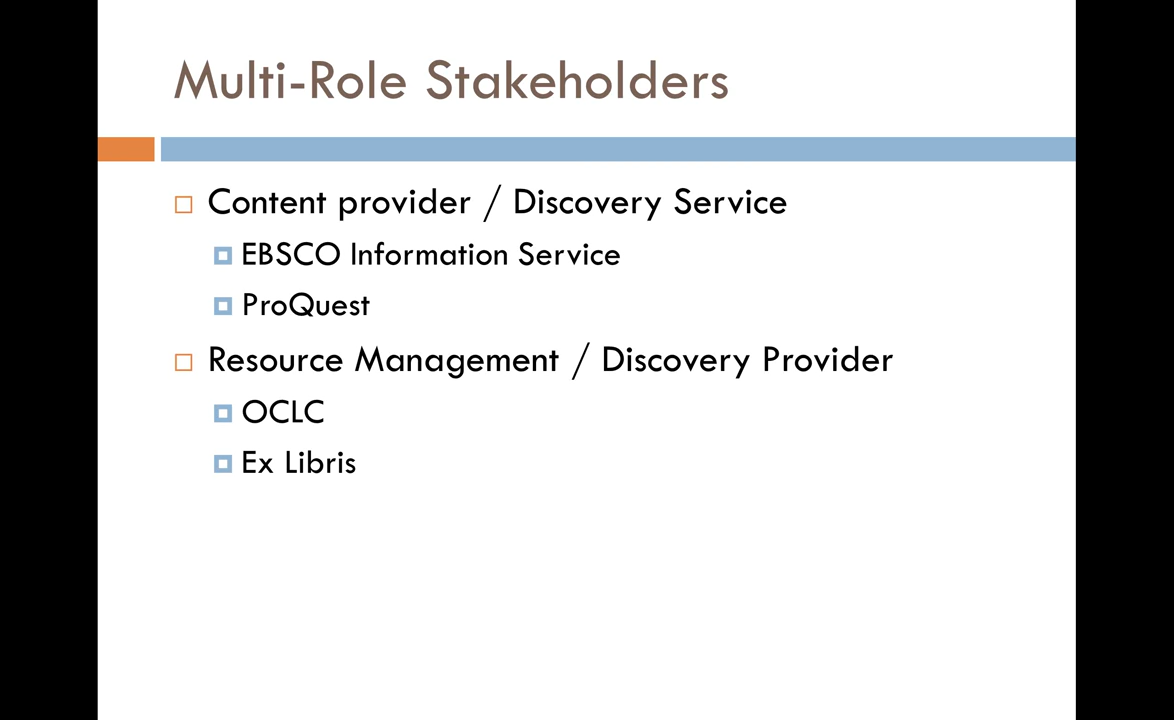 Multi-Role Stakeholders
Content provider / Discovery Service
EBSCO Information Service
ProQuest
Resource Management / Discovery Provider
OCLC
Ex Libris